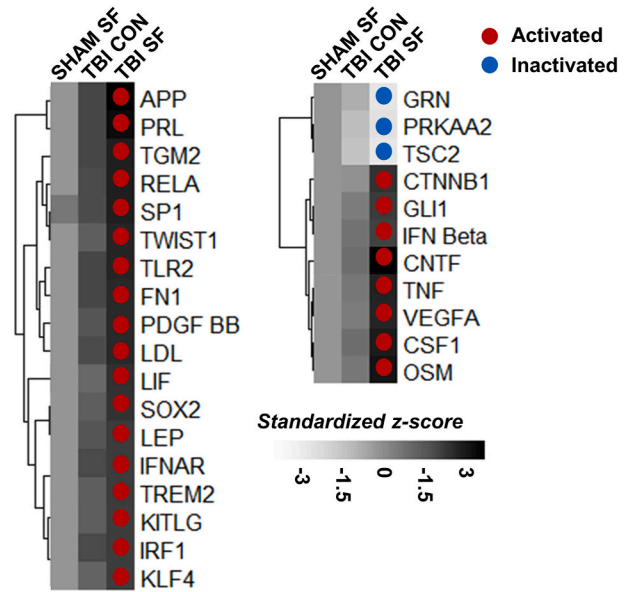 SHAM SF
TBI CON
TBI SF
APP
PRL
TGM2
RELA
SP1
TWIST1
TLR2
FN1
PDGF BB
LDL
LIF
SOX2
LEP
IFNAR
TREM2
KITLG
IRF1
KLF4
SHAM SF
TBI CON
TBI SF
GRN
PRKAA2
TSC2
CTNNB1
GLI1
IFN Beta
CNTF
TNF
VEGFA
CSF1
OSM
Activated
Inactivated
Standardized z-score
-3
-1.5
0
-1.5
3